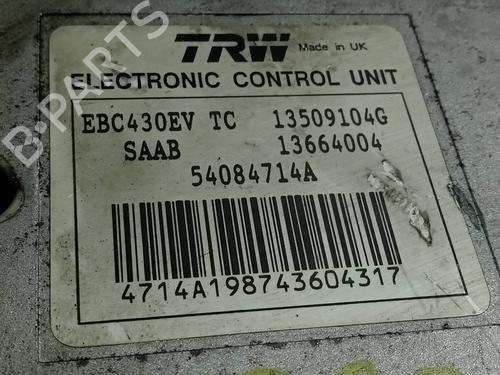 TRW Made in UK
ELECTRONIC CONTROL UNIT
EBC430EV TC 13509104G
SAAB 13664004
54084714A
4714A198743604317
B-PARTS